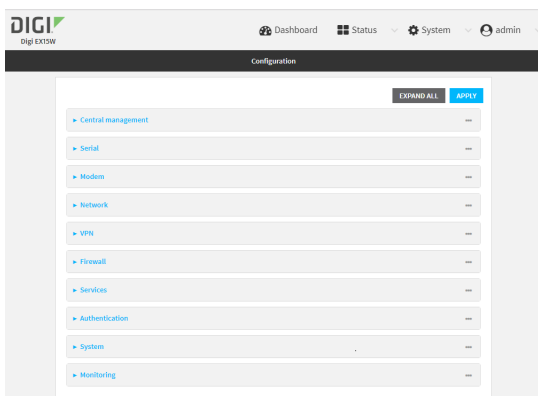 DIGI
Digi EX15W
Dashboard Status System admin
Configuration
EXPAND ALL APPLY
Central management
Serial
Modem
Network
VPN
Firewall
Services
Authentication
System
Monitoring